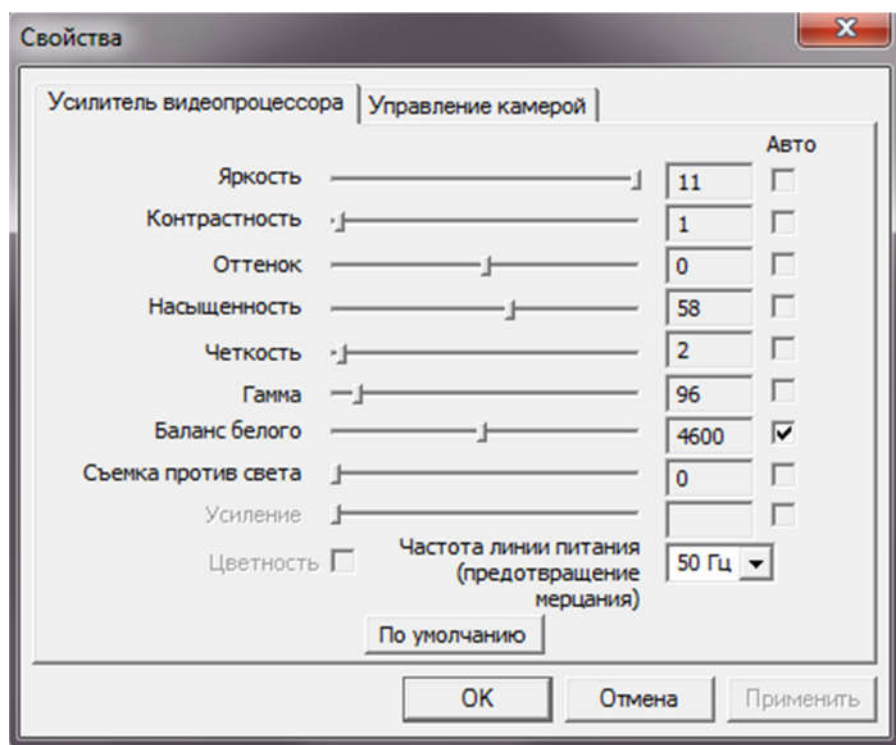 Свойства
Усилитель видеопроцессора Управление камерой
Авто
Яркость 11
Контрастность 1
Оттенок 0
Насыщенность 58
Четкость 2
Гамма 96
Баланс белого 4600
Съемка против света 0
Усиление
Цветность Частота линии питания 50 Гц
(предотвращение
мерцания)
По умолчанию
OK Отмена Применить